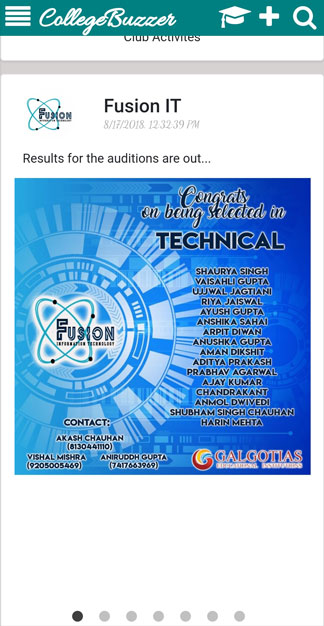 CollegeBuzzer
Club Activites
Fusion IT
8/17/2018, 12:32:39 PM
Results for the auditions are out...
Congrats
on being selected in
TECHNICAL
SHAURYA SINGH
VAISAHLI GUPTA
UJJWAL JAGTIANI
RIYA JAISWAL
AYUSH GUPTA
ANSHIKA SAHAI
ARPIT DIWAN
ANUSHKA GUPTA
AMAN DIKSHIT
ADITYA PRAKASH
PRABHAV AGARWAL
AJAY KUMAR
CHANDRAKANT
ANMOL DWIVEDI
SHUBHAM SINGH CHAUHAN
HARIN MEHTA
FUSION
INFORMATION TECHNOLOGY
CONTACT:
AKASH CHAUHAN
(8130441110)
VISHAL MISHRA ANIRUDDH GUPTA
(9205005469) (7417663969)
GALGOTIAS
EDUCATIONAL INSTITUTIONS